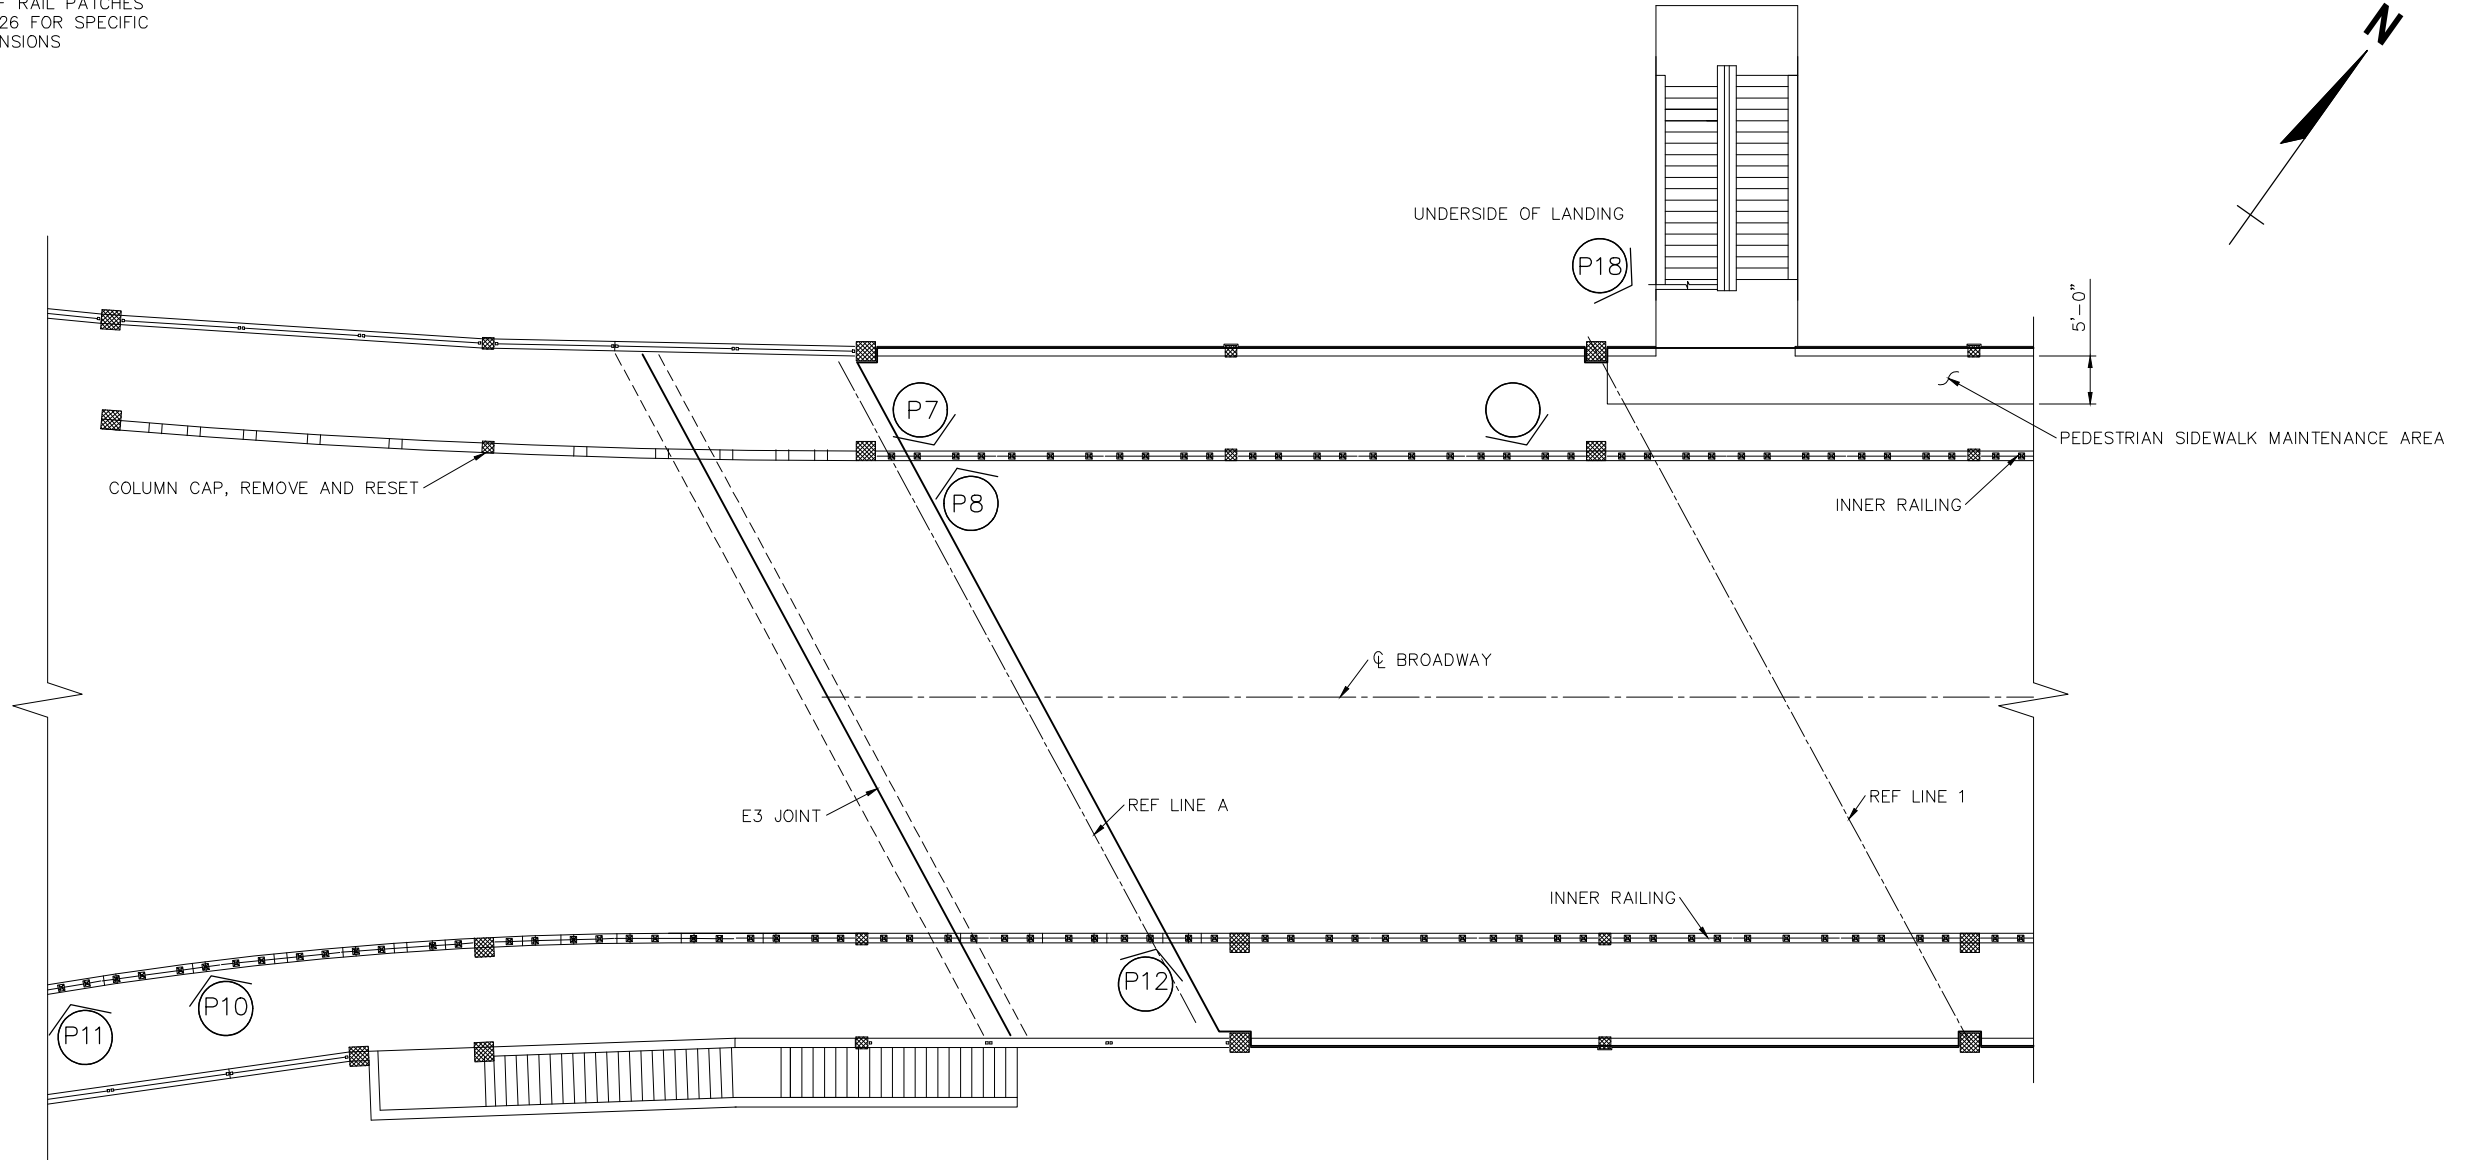 RAIL PATCHES
26 FOR SPECIFIC
NSIONS
N
UNDERSIDE OF LANDING
P18
5'-0"
P7
PEDESTRIAN SIDEWALK MAINTENANCE AREA
COLUMN CAP, REMOVE AND RESET
P8
INNER RAILING
℄ BROADWAY
E3 JOINT
REF LINE A
REF LINE 1
INNER RAILING
P12
P10
P11